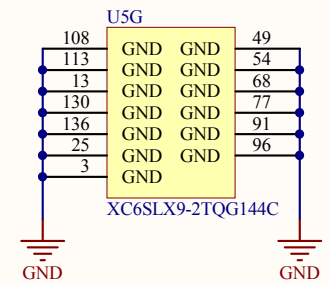 U5G
108 GND GND 49
113 GND GND 54
13 GND GND 68
130 GND GND 77
136 GND GND 91
25 GND GND 96
3 GND
XC6SLX9-2TQG144C
GND GND